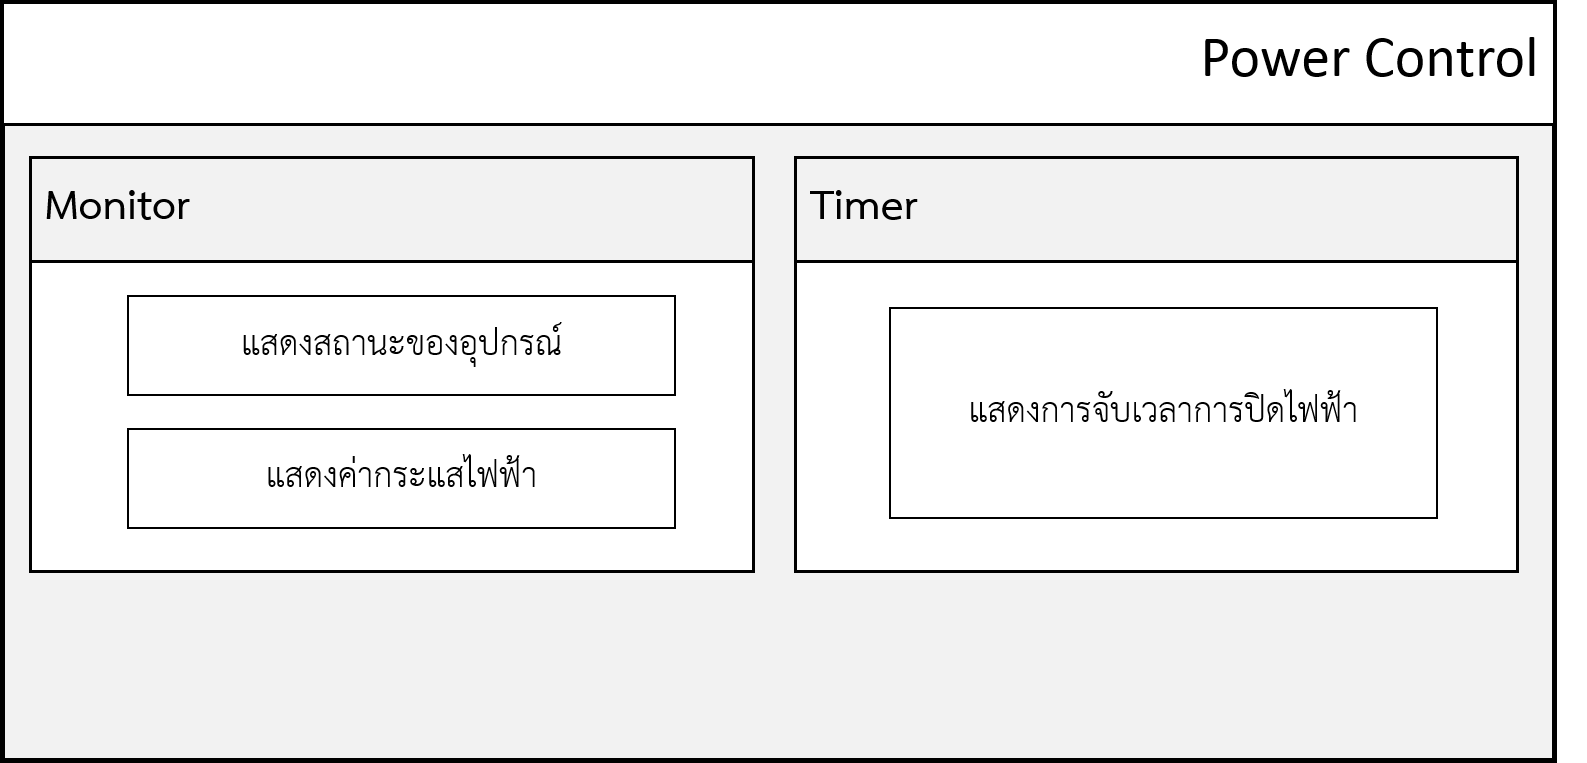 Power Control
Monitor
แสดงสถานะของอุปกรณ์
แสดงค่ากระแสไฟฟ้า
Timer
แสดงการจับเวลาการปิดไฟฟ้า